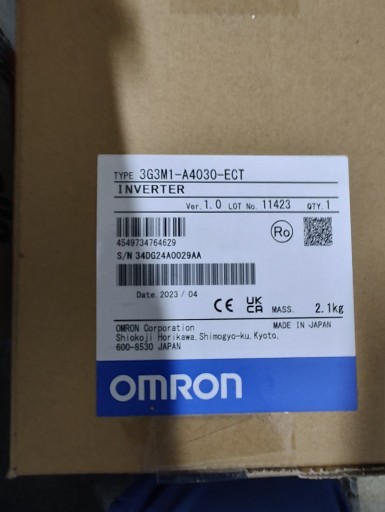 TYPE 3G3M1-A4030-ECT
INVERTER
Ver.1.0 LOT No. 11423 QTY.1
4549734764629
Ro
S/N 34DG24A0029AA
Date.2023/04
CE UK CA MASS. 2.1kg
OMRON Corporation MADE IN JAPAN
Shiokoji Horikawa,Shimogyo-ku,Kyoto,
600-8530 JAPAN
OMRON